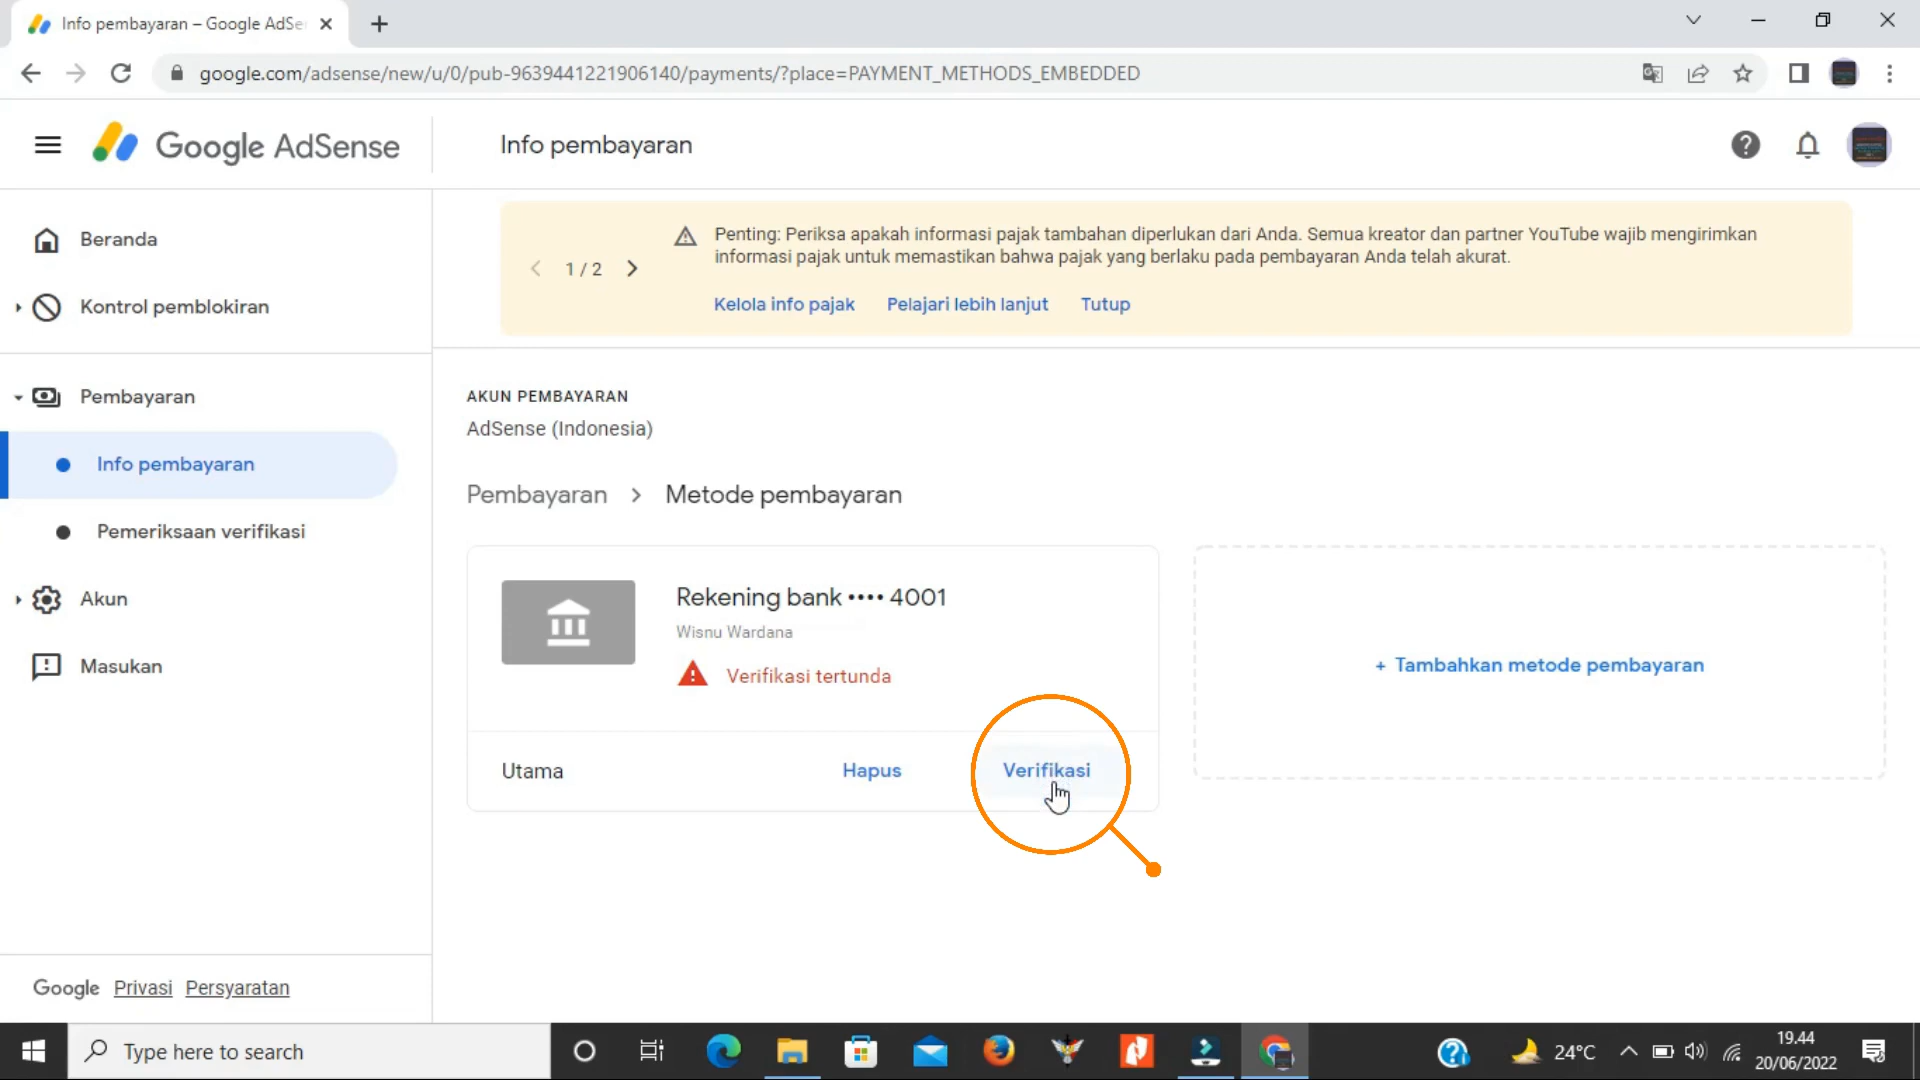 Info pembayaran – Google AdSe
google.com/adsense/new/u/0/pub-9639441221906140/payments/?place=PAYMENT_METHODS_EMBEDDED
Google AdSense
Info pembayaran
Beranda
Kontrol pemblokiran
Pembayaran
Info pembayaran
Pemeriksaan verifikasi
Akun
Masukan
Google Privasi Persyaratan
1 / 2
Penting: Periksa apakah informasi pajak tambahan diperlukan dari Anda. Semua kreator dan partner YouTube wajib mengirimkan
informasi pajak untuk memastikan bahwa pajak yang berlaku pada pembayaran Anda telah akurat.
Kelola info pajak Pelajari lebih lanjut Tutup
AKUN PEMBAYARAN
AdSense (Indonesia)
Pembayaran > Metode pembayaran
Rekening bank •••• 4001
Wisnu Wardana
Verifikasi tertunda
Utama Hapus Verifikasi
+ Tambahkan metode pembayaran
Type here to search
24°C
19.44
20/06/2022